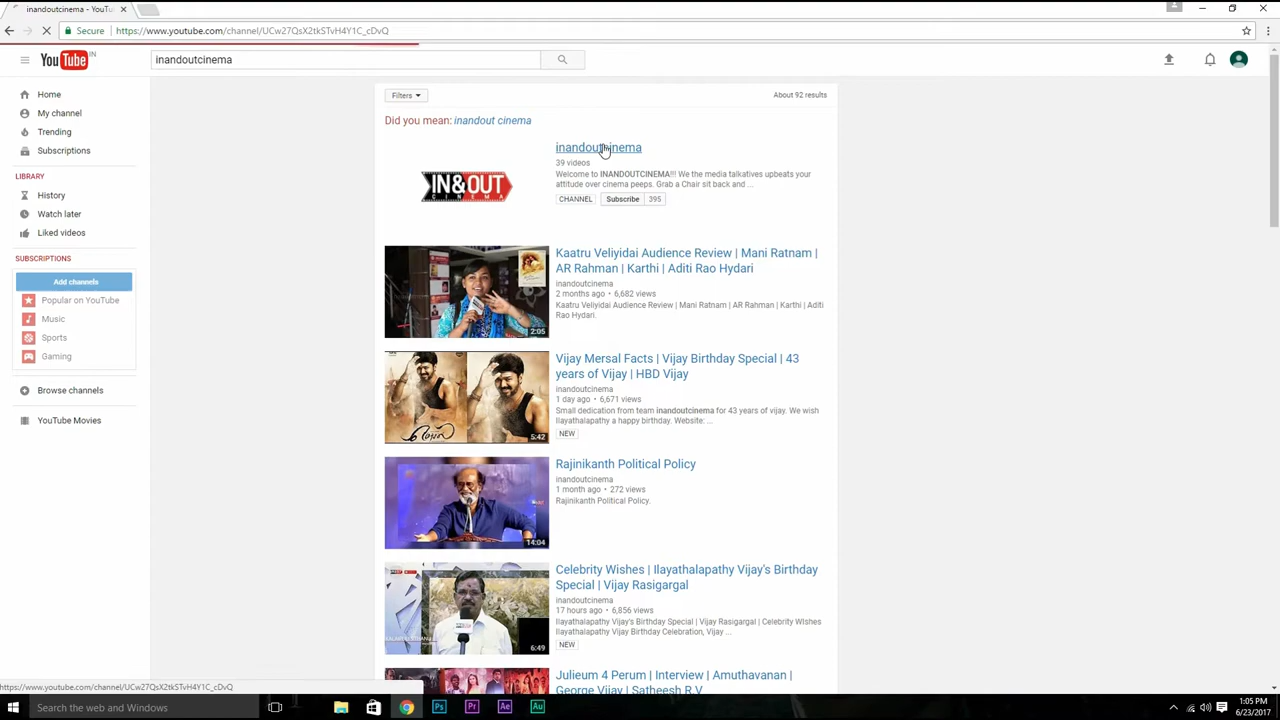 inandoutcinema - YouTu
Secure
https://www.youtube.com/channel/UCw27QsX2tkSTvH4Y1C_cDvQ
YouTube IN
inandoutcinema
Home
My channel
Trending
Subscriptions
LIBRARY
History
Watch later
Liked videos
SUBSCRIPTIONS
Add channels
Popular on YouTube
Music
Sports
Gaming
Browse channels
YouTube Movies
Filters
About 92 results
Did you mean: inandout cinema
IN&OUT
CINEMA
inandoutcinema
39 videos
Welcome to INANDOUTCINEMA!!! We the media talkatives upbeats your
attitude over cinema peeps. Grab a Chair sit back and ...
CHANNEL Subscribe 395
2:05
Kaatru Veliyidai Audience Review | Mani Ratnam |
AR Rahman | Karthi | Aditi Rao Hydari
inandoutcinema
2 months ago • 6,682 views
Kaatru Veliyidai Audience Review | Mani Ratnam | AR Rahman | Karthi | Aditi
Rao Hydari.
5:42
Vijay Mersal Facts | Vijay Birthday Special | 43
years of Vijay | HBD Vijay
inandoutcinema
1 day ago • 6,671 views
Small dedication from team inandoutcinema for 43 years of vijay. We wish
Ilayathalapathy a happy birthday. Website: ...
NEW
14:04
Rajinikanth Political Policy
inandoutcinema
1 month ago • 272 views
Rajinikanth Political Policy.
6:49
Celebrity Wishes | Ilayathalapathy Vijay's Birthday
Special | Vijay Rasigargal
inandoutcinema
17 hours ago • 6,856 views
Ilayathalapathy Vijay's Birthday Special | Vijay Rasigargal | Celebrity WIshes
Ilayathalapathy Vijay Birthday Celebration, Vijay ...
NEW
Julieum 4 Perum | Interview | Amuthavanan |
George Vijay | Satheesh R.V
https://www.youtube.com/channel/UCw27QsX2tkSTvH4Y1C_cDvQ
Search the web and Windows
Ps
Pr
Ae
Au
1:05 PM
6/23/2017